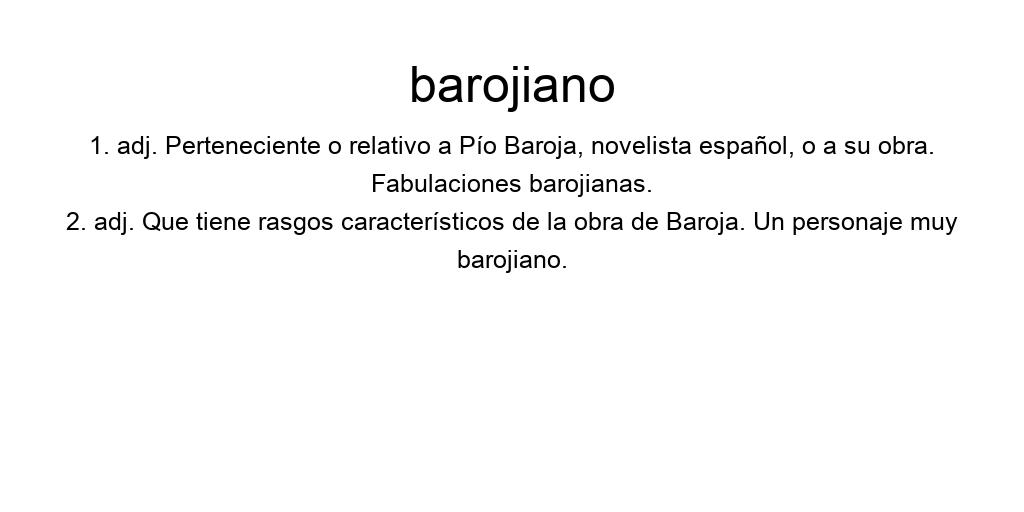 barojiano
1. adj. Perteneciente o relativo a Pío Baroja, novelista español, o a su obra.
Fabulaciones barojianas.
2. adj. Que tiene rasgos característicos de la obra de Baroja. Un personaje muy
barojiano.